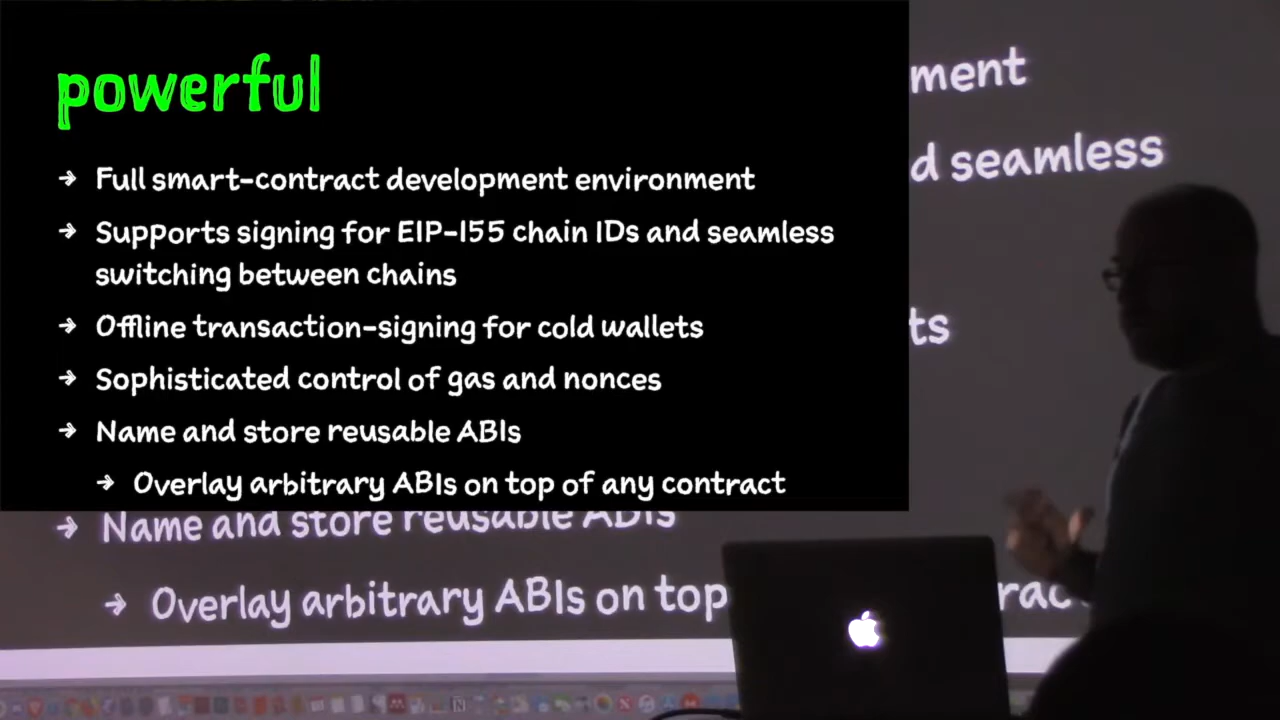 powerful
→ Full smart-contract development environment
→ Supports signing for EIP-155 chain IDs and seamless
switching between chains
→ Offline transaction-signing for cold wallets
→ Sophisticated control of gas and nonces
→ Name and store reusable ABIs
→ Overlay arbitrary ABIs on top of any contract
ment
d seamless
ts
→ Name and store reusable ABIs
→ Overlay arbitrary ABIs on top ract